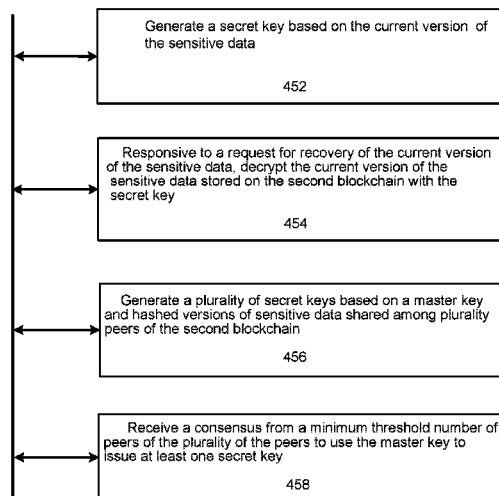 Generate a secret key based on the current version of
the sensitive data
452
Responsive to a request for recovery of the current version
of the sensitive data, decrypt the current version of the
sensitive data stored on the second blockchain with the
secret key
454
Generate a plurality of secret keys based on a master key
and hashed versions of sensitive data shared among plurality
peers of the second blockchain
456
Receive a consensus from a minimum threshold number of
peers of the plurality of the peers to use the master key to
issue at least one secret key
458